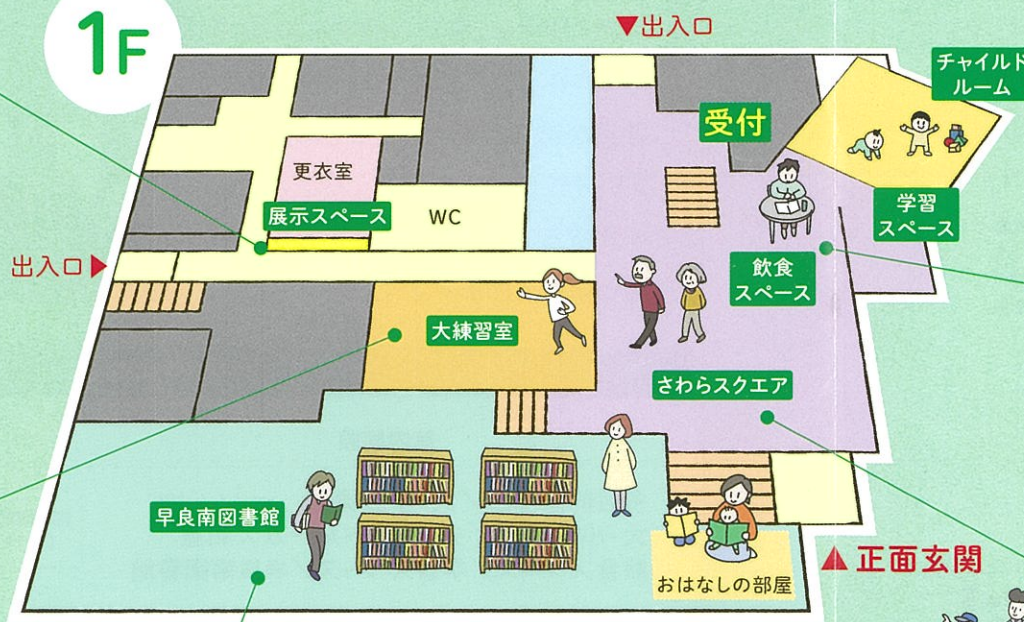 1F
▼出入口
チャイルド
ルーム
受付
更衣室
展示スペース
WC
学習
スペース
出入口▶
飲食
スペース
大練習室
さわらスクエア
早良南図書館
おはなしの部屋
▲正面玄関